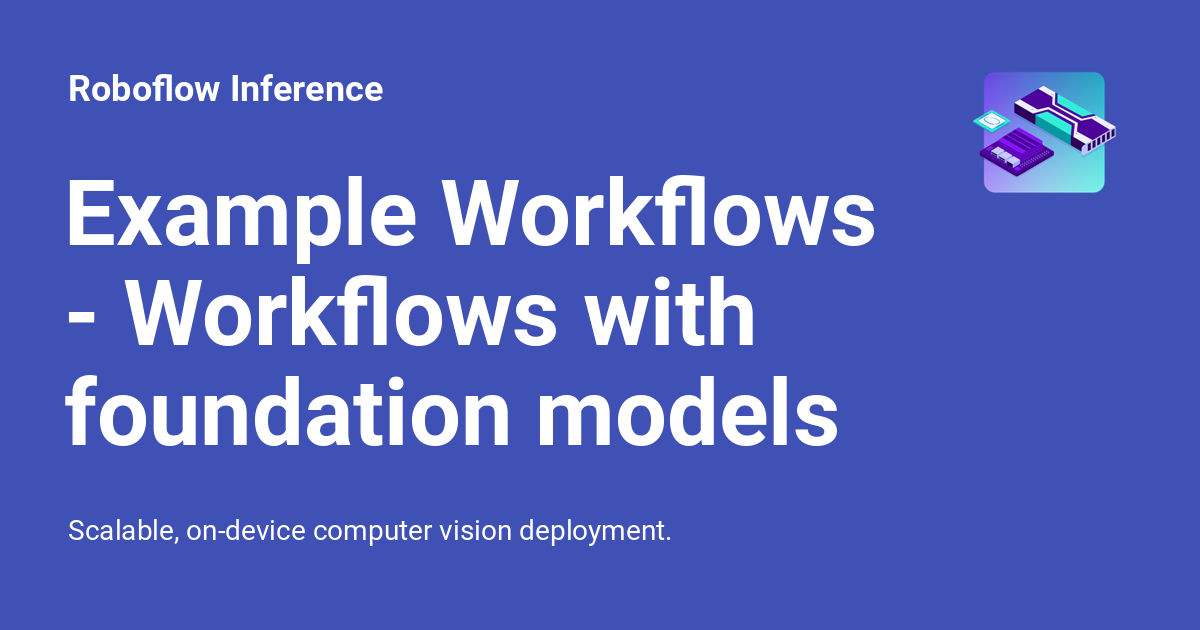 Roboflow Inference
Example Workflows
- Workflows with
foundation models
Scalable, on-device computer vision deployment.